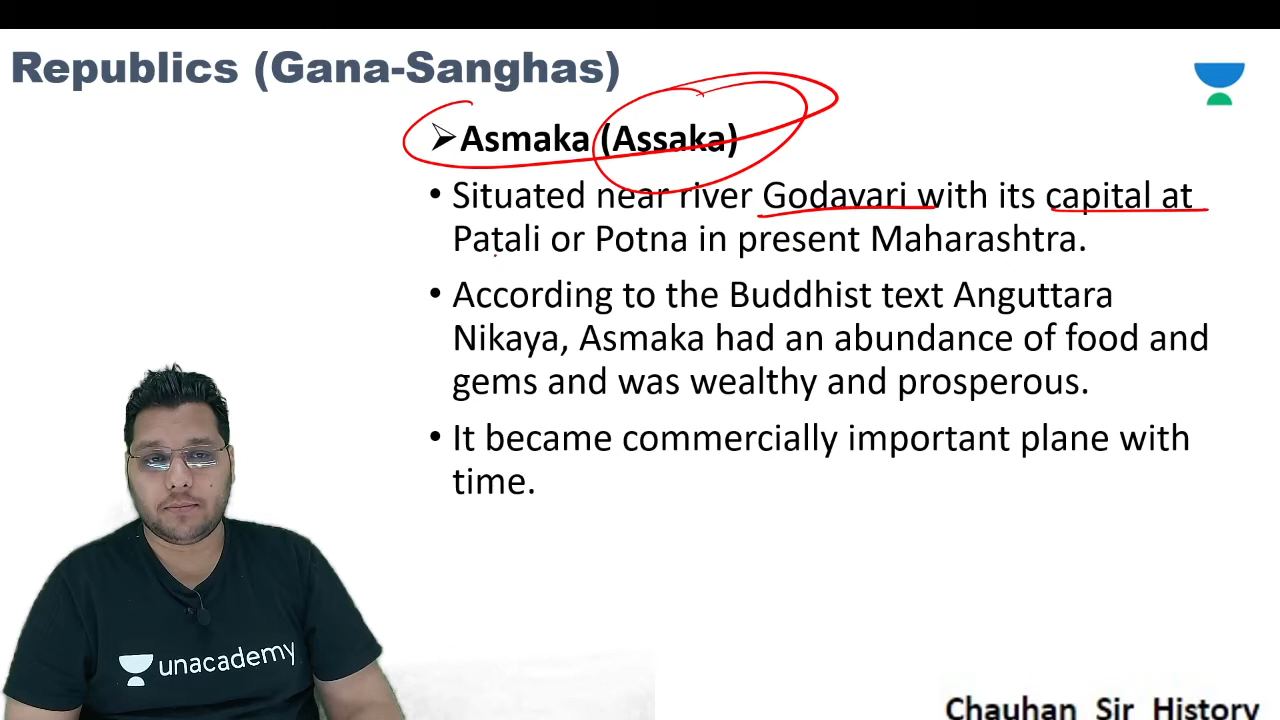 Republics (Gana-Sanghas)
➢Asmaka (Assaka)
• Situated near river Godavari with its capital at
Patali or Potna in present Maharashtra.
• According to the Buddhist text Anguttara
Nikaya, Asmaka had an abundance of food and
gems and was wealthy and prosperous.
• It became commercially important plane with
time.
unacademy
Chauhan Sir History